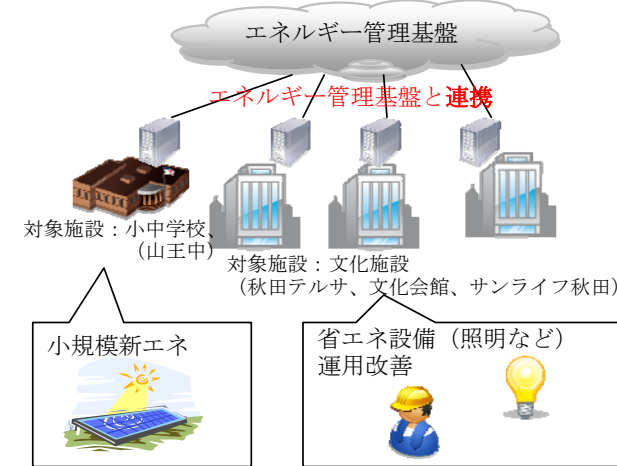 エネルギー管理基盤
エネルギー管理基盤と連携
対象施設：小中学校、
（山王中）
対象施設：文化施設
（秋田テルサ、文化会館、サンライフ秋田）
小規模新エネ
省エネ設備（照明など）
運用改善